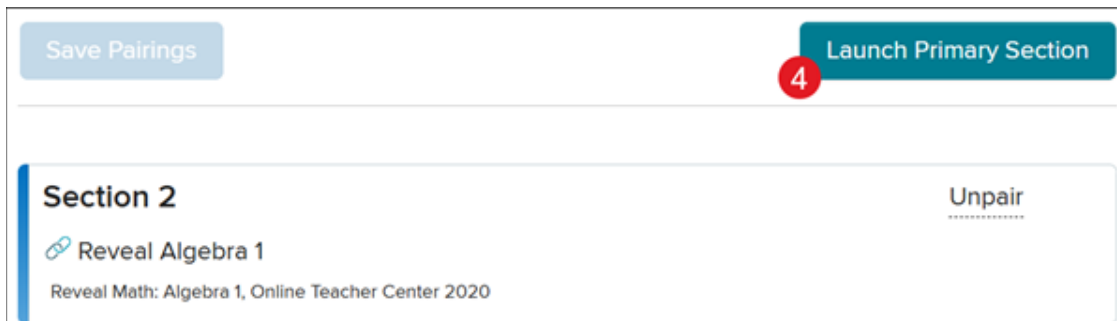 Save Pairings
Launch Primary Section
4
Section 2
Unpair
Reveal Algebra 1
Reveal Math: Algebra 1, Online Teacher Center 2020